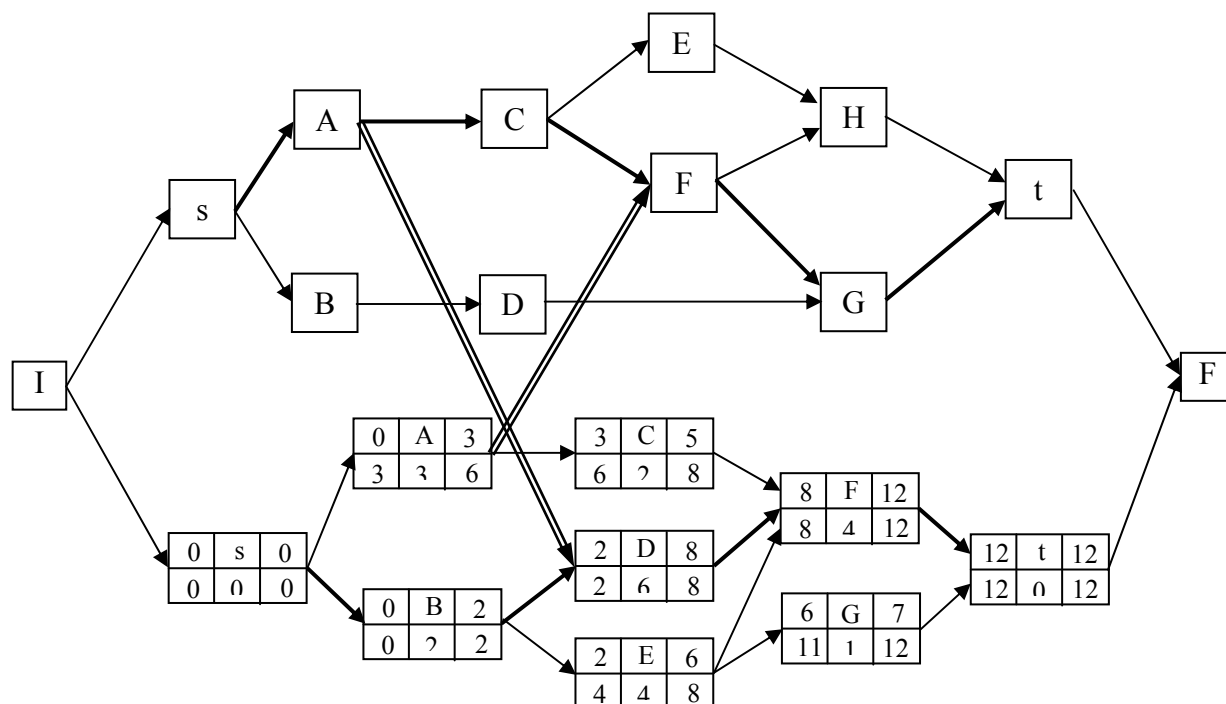 E
A C H
F
s t
B D G
I F
0 A 3 3 C 5
3 3 6 6 2 8
8 F 12
8 4 12
0 s 0 2 D 8 12 t 12
0 0 0 2 6 8 12 0 12
0 B 2 6 G 7
0 2 2 11 1 12
2 E 6
4 4 8